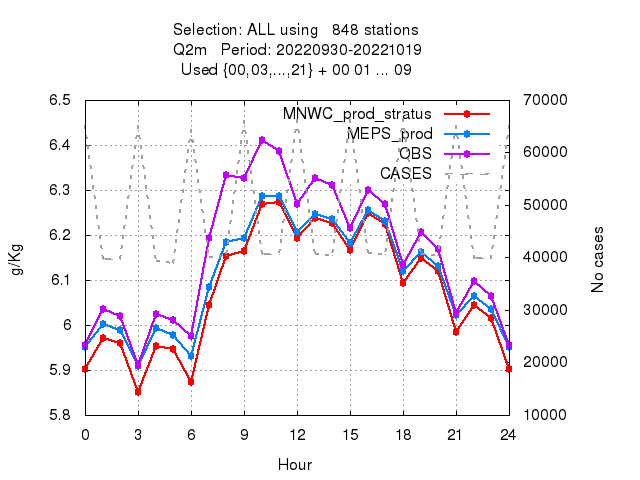 Selection: ALL using   848 stations
Q2m   Period: 20220930-20221019
Used {00,03,...,21} + 00 01 ... 09
6.5
6.4
6.3
6.2
6.1
6
5.9
5.8
g/Kg
MNWC_prod_stratus
MEPS_prod
OBS
CASES
70000
60000
50000
40000
30000
20000
10000
No cases
0 3 6 9 12 15 18 21 24
Hour